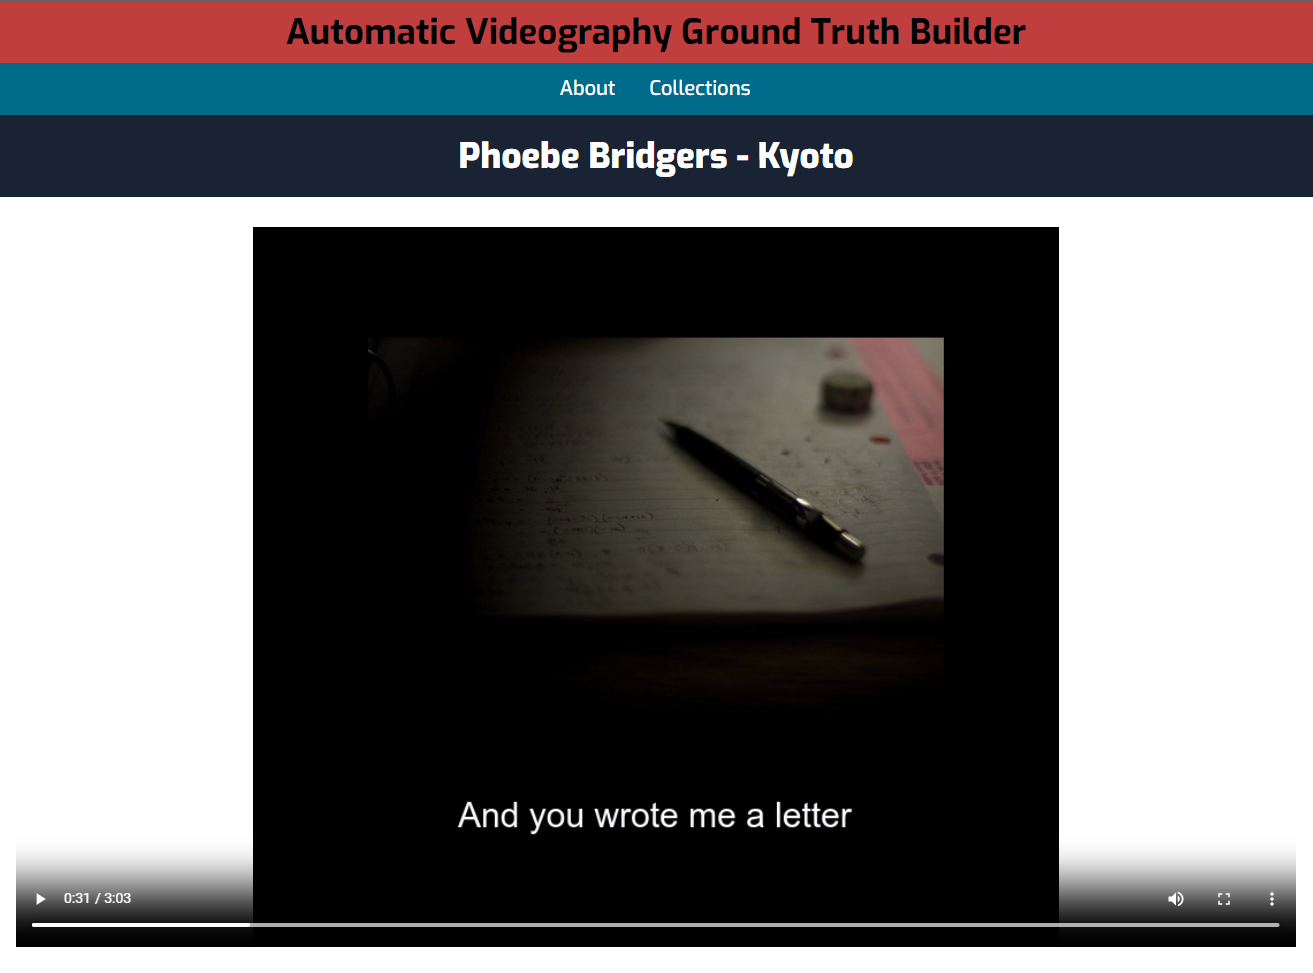 Automatic Videography Ground Truth Builder
About Collections
Phoebe Bridgers - Kyoto
And you wrote me a letter
0:31 / 3:03